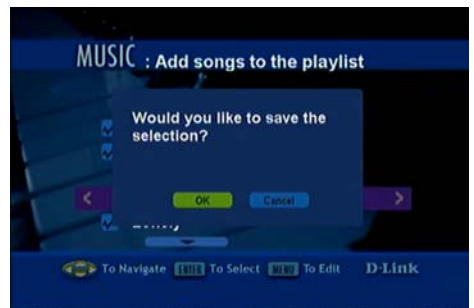 MUSIC : Add songs to the playlist
Would you like to save the
selection?
OK Cancel
To Navigate ENTER To Select MENU To Edit D-Link